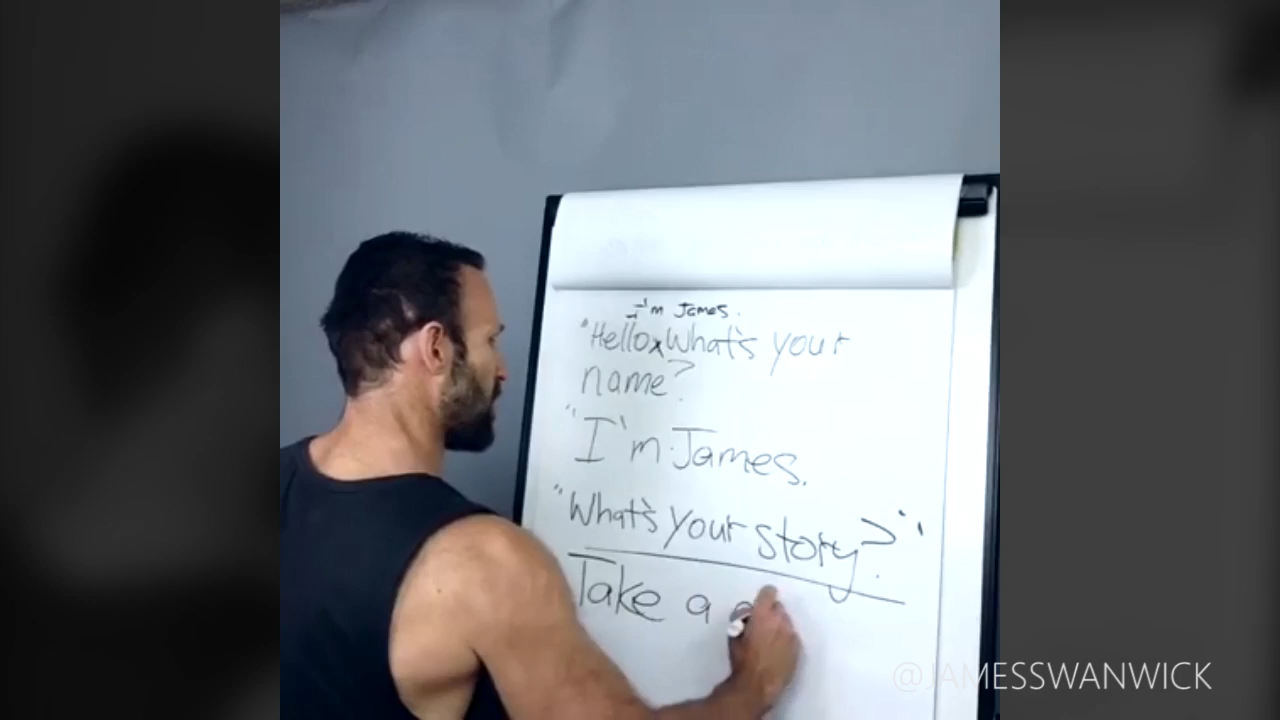 I'm James.
"Hello, What's your
name?
"I'm James.
"What's your story?"
Take a
@JAMESSWANWICK